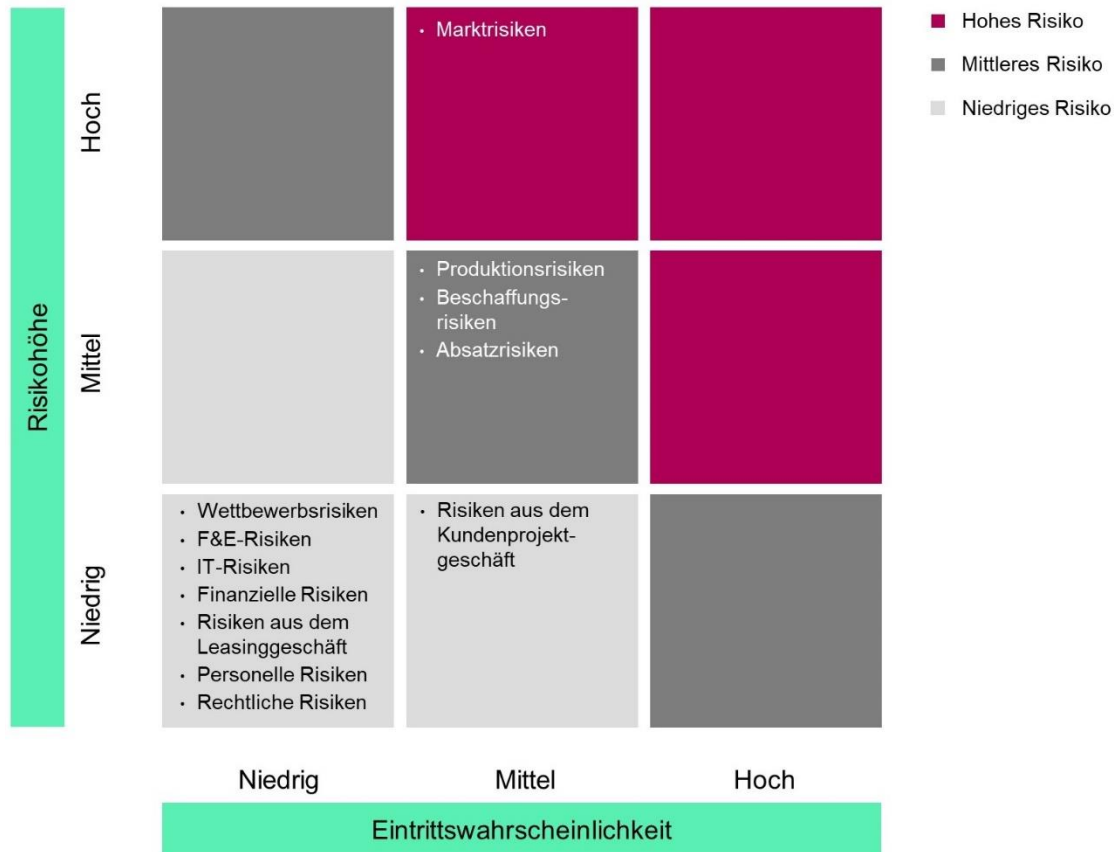 Hohes Risiko
Mittleres Risiko
Niedriges Risiko
Risikohöhe
Hoch
• Marktrisiken
Mittel
• Produktionsrisiken
• Beschaffungs-
risiken
• Absatzrisiken
Niedrig
• Wettbewerbsrisiken
• F&E-Risiken
• IT-Risiken
• Finanzielle Risiken
• Risiken aus dem
Leasinggeschäft
• Personelle Risiken
• Rechtliche Risiken
• Risiken aus dem
Kundenprojekt-
geschäft
Niedrig
Mittel
Hoch
Eintrittswahrscheinlichkeit